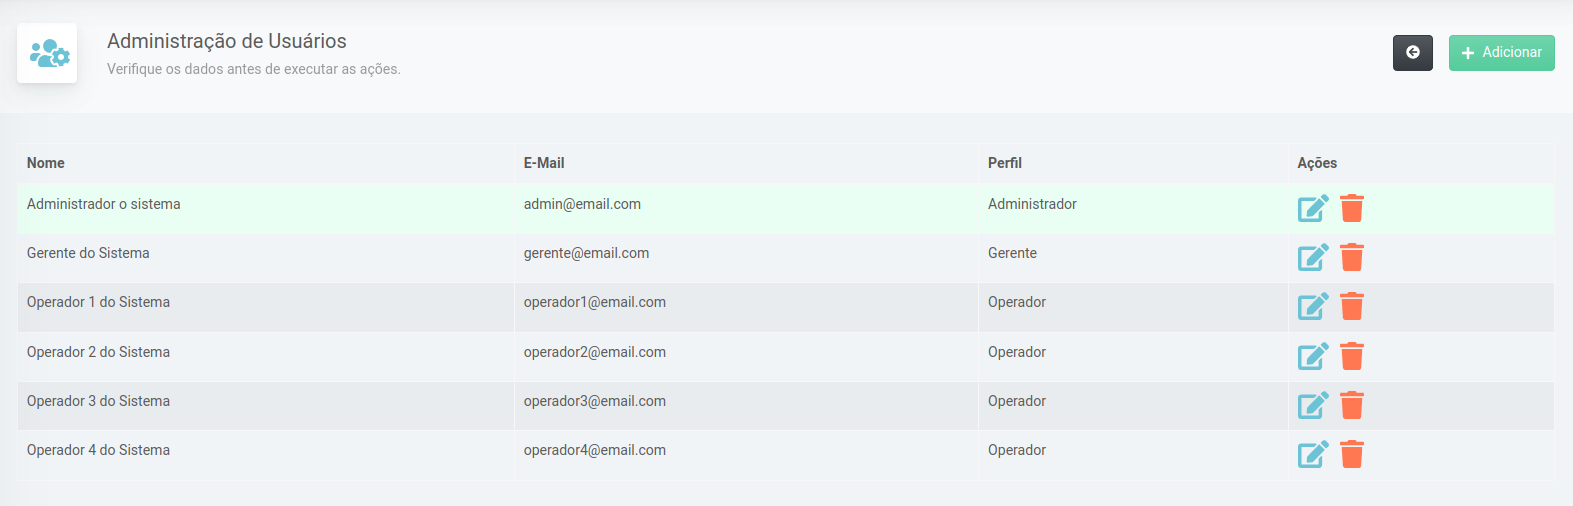 Administração de Usuários
Verifique os dados antes de executar as ações.
Adicionar
Nome E-Mail Perfil Ações
Administrador o sistema admin@email.com Administrador
Gerente do Sistema gerente@email.com Gerente
Operador 1 do Sistema operador1@email.com Operador
Operador 2 do Sistema operador2@email.com Operador
Operador 3 do Sistema operador3@email.com Operador
Operador 4 do Sistema operador4@email.com Operador